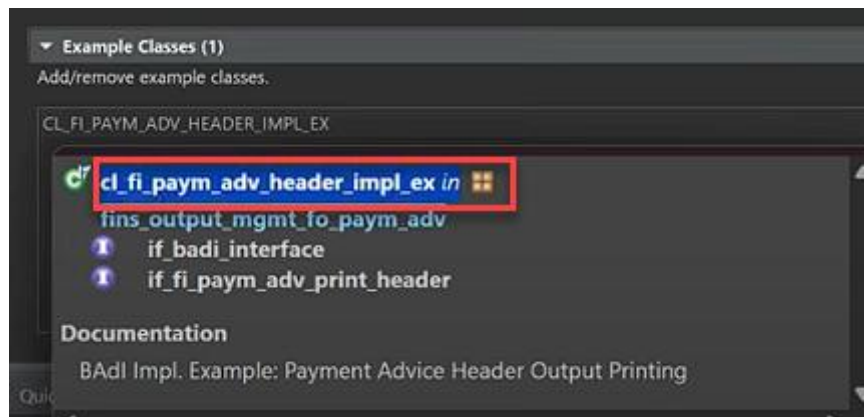 Example Classes (1)
Add/remove example classes.
CL_FI_PAYM_ADV_HEADER_IMPL_EX
cl_fi_paym_adv_header_impl_ex in
fins_output_mgmt_fo_paym_adv
if_badi_interface
if_fi_paym_adv_print_header
Documentation
BAdI Impl. Example: Payment Advice Header Output Printing